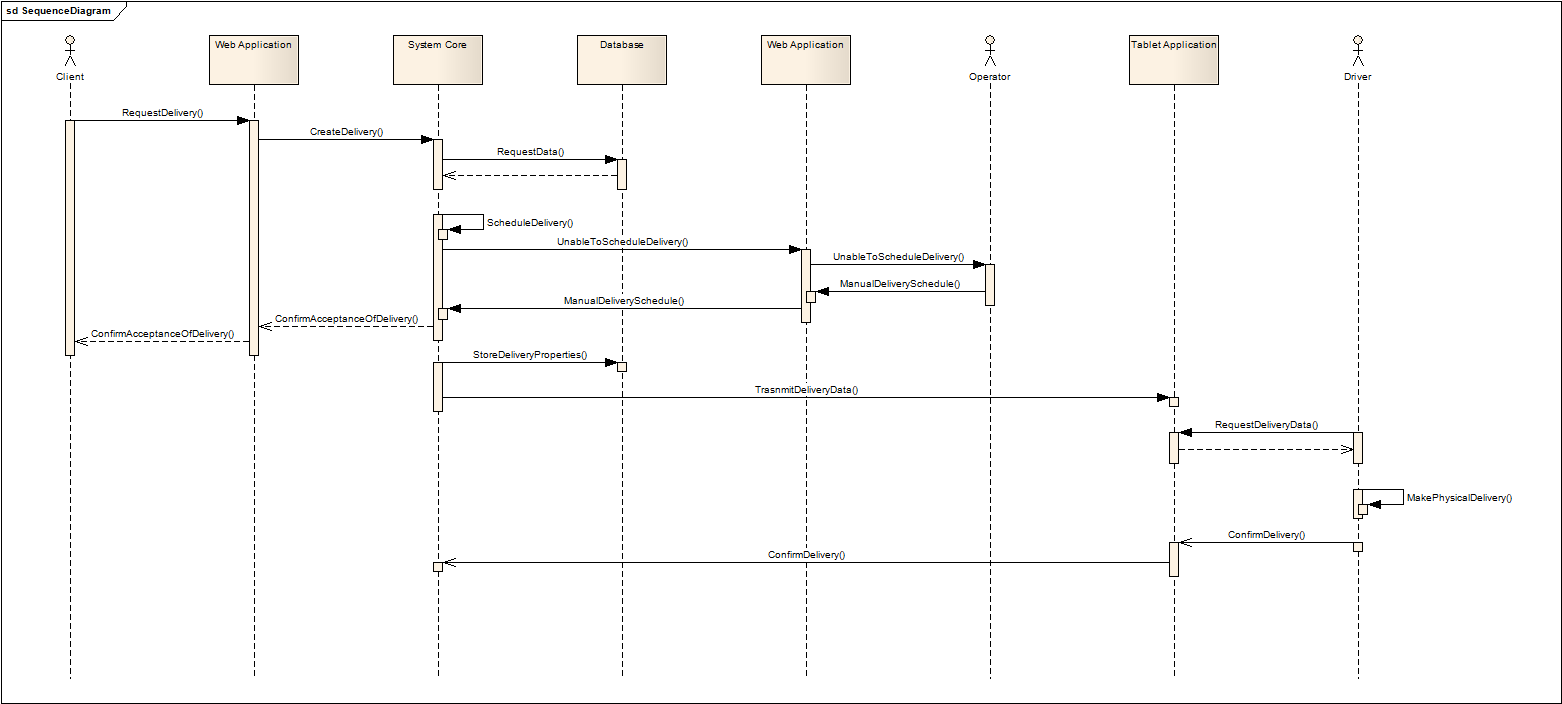 sd SequenceDiagram
Client
Web Application
System Core
Database
Web Application
Operator
Tablet Application
Driver
RequestDelivery()
CreateDelivery()
RequestData()
ScheduleDelivery()
UnableToScheduleDelivery()
UnableToScheduleDelivery()
ManualDeliverySchedule()
ManualDeliverySchedule()
ConfirmAcceptanceOfDelivery()
ConfirmAcceptanceOfDelivery()
StoreDeliveryProperties()
TrasnmitDeliveryData()
RequestDeliveryData()
MakePhysicalDelivery()
ConfirmDelivery()
ConfirmDelivery()